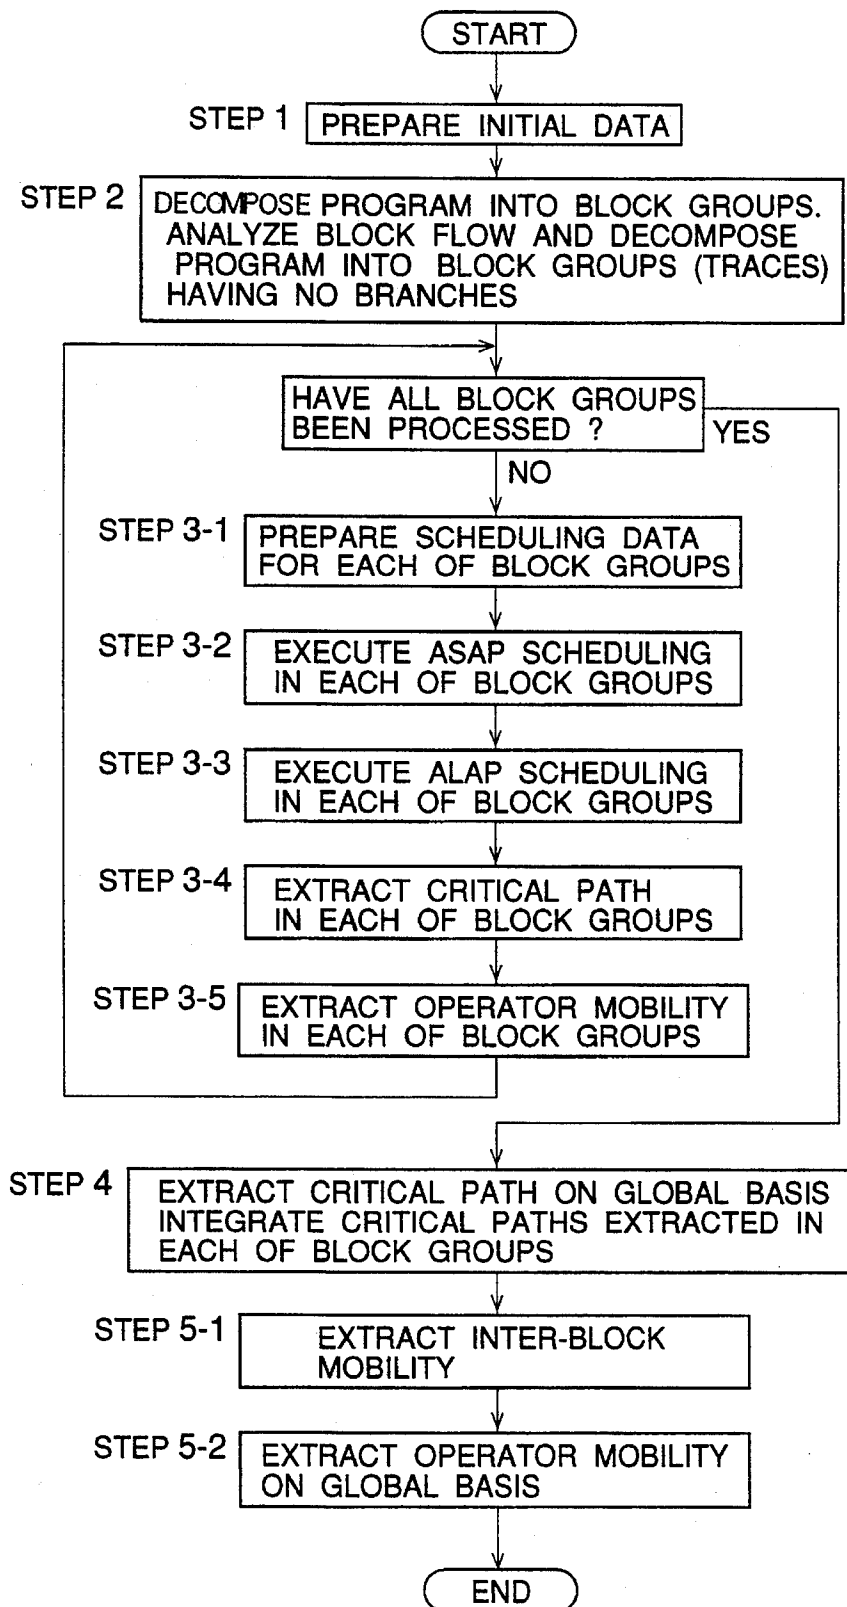 START
STEP 1
PREPARE INITIAL DATA
STEP 2
DECOMPOSE PROGRAM INTO BLOCK GROUPS.
ANALYZE BLOCK FLOW AND DECOMPOSE
PROGRAM INTO BLOCK GROUPS (TRACES)
HAVING NO BRANCHES
HAVE ALL BLOCK GROUPS
BEEN PROCESSED ?
YES
NO
STEP 3-1
PREPARE SCHEDULING DATA
FOR EACH OF BLOCK GROUPS
STEP 3-2
EXECUTE ASAP SCHEDULING
IN EACH OF BLOCK GROUPS
STEP 3-3
EXECUTE ALAP SCHEDULING
IN EACH OF BLOCK GROUPS
STEP 3-4
EXTRACT CRITICAL PATH
IN EACH OF BLOCK GROUPS
STEP 3-5
EXTRACT OPERATOR MOBILITY
IN EACH OF BLOCK GROUPS
STEP 4
EXTRACT CRITICAL PATH ON GLOBAL BASIS
INTEGRATE CRITICAL PATHS EXTRACTED IN
EACH OF BLOCK GROUPS
STEP 5-1
EXTRACT INTER-BLOCK
MOBILITY
STEP 5-2
EXTRACT OPERATOR MOBILITY
ON GLOBAL BASIS
END